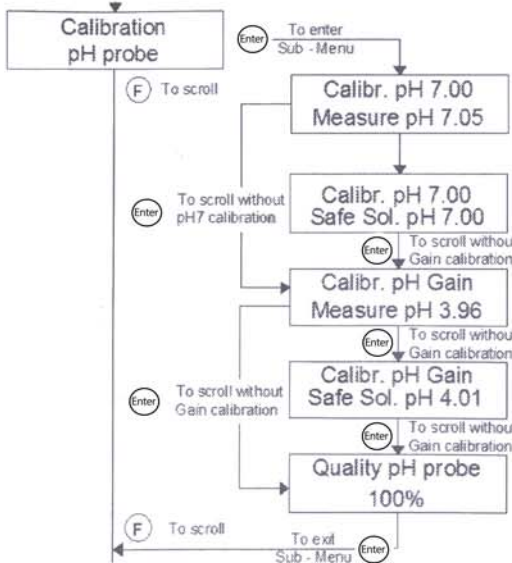 Calibration
pH probe
Enter
To enter
Sub - Menu
F
To scroll
Calibr. pH 7.00
Measure pH 7.05
Enter
To scroll without
pH7 calibration
Calibr. pH 7.00
Safe Sol. pH 7.00
Enter
To scroll withou
Gain calibration
Calibr. pH Gain
Measure pH 3.96
Enter
To scroll withou
Gain calibration
Enter
To scroll without
Gain calibration
Calibr. pH Gain
Safe Sol. pH 4.01
Enter
To scroll withou
Gain calibration
Quality pH probe
100%
F
To scroll
To exit
Sub - Menu
Enter